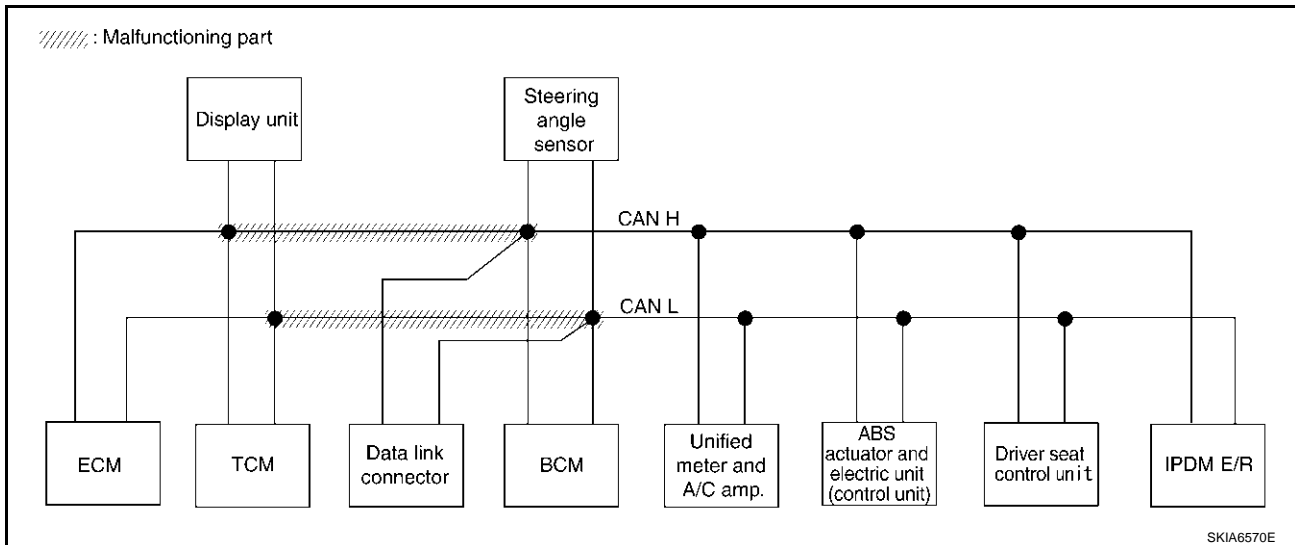 : Malfunctioning part
Display unit
Steering
angle
sensor
CAN H
CAN L
ECM
TCM
Data link
connector
BCM
Unified
meter and
A/C amp.
ABS
actuator and
electric unit
(control unit)
Driver seat
control unit
IPDM E/R
SKIA6570E